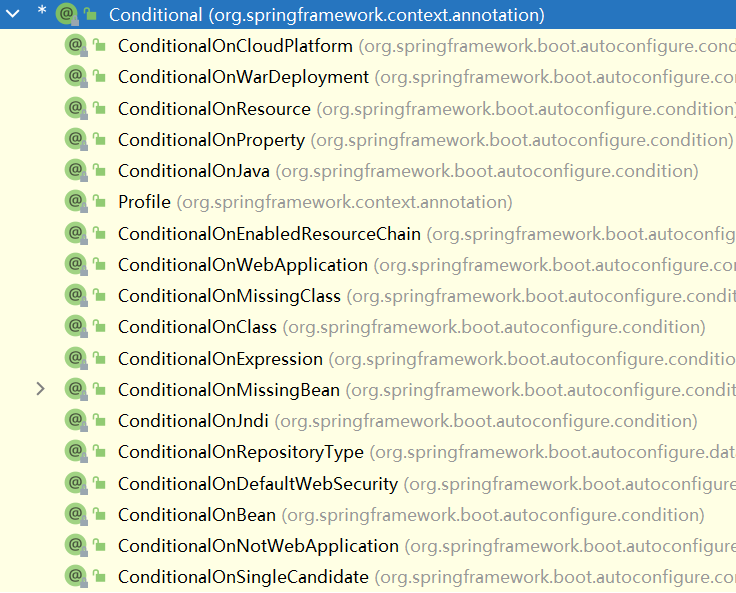 * Conditional (org.springframework.context.annotation)
ConditionalOnCloudPlatform (org.springframework.boot.autoconfigure.cond
ConditionalOnWarDeployment (org.springframework.boot.autoconfigure.co
ConditionalOnResource (org.springframework.boot.autoconfigure.condition)
ConditionalOnProperty (org.springframework.boot.autoconfigure.condition)
ConditionalOnJava (org.springframework.boot.autoconfigure.condition)
Profile (org.springframework.context.annotation)
ConditionalOnEnabledResourceChain (org.springframework.boot.autoconfig
ConditionalOnWebApplication (org.springframework.boot.autoconfigure.co
ConditionalOnMissingClass (org.springframework.boot.autoconfigure.condit
ConditionalOnClass (org.springframework.boot.autoconfigure.condition)
ConditionalOnExpression (org.springframework.boot.autoconfigure.conditio
ConditionalOnMissingBean (org.springframework.boot.autoconfigure.condit
ConditionalOnJndi (org.springframework.boot.autoconfigure.condition)
ConditionalOnRepositoryType (org.springframework.boot.autoconfigure.dat
ConditionalOnDefaultWebSecurity (org.springframework.boot.autoconfigure
ConditionalOnBean (org.springframework.boot.autoconfigure.condition)
ConditionalOnNotWebApplication (org.springframework.boot.autoconfigure
ConditionalOnSingleCandidate (org.springframework.boot.autoconfigure.co